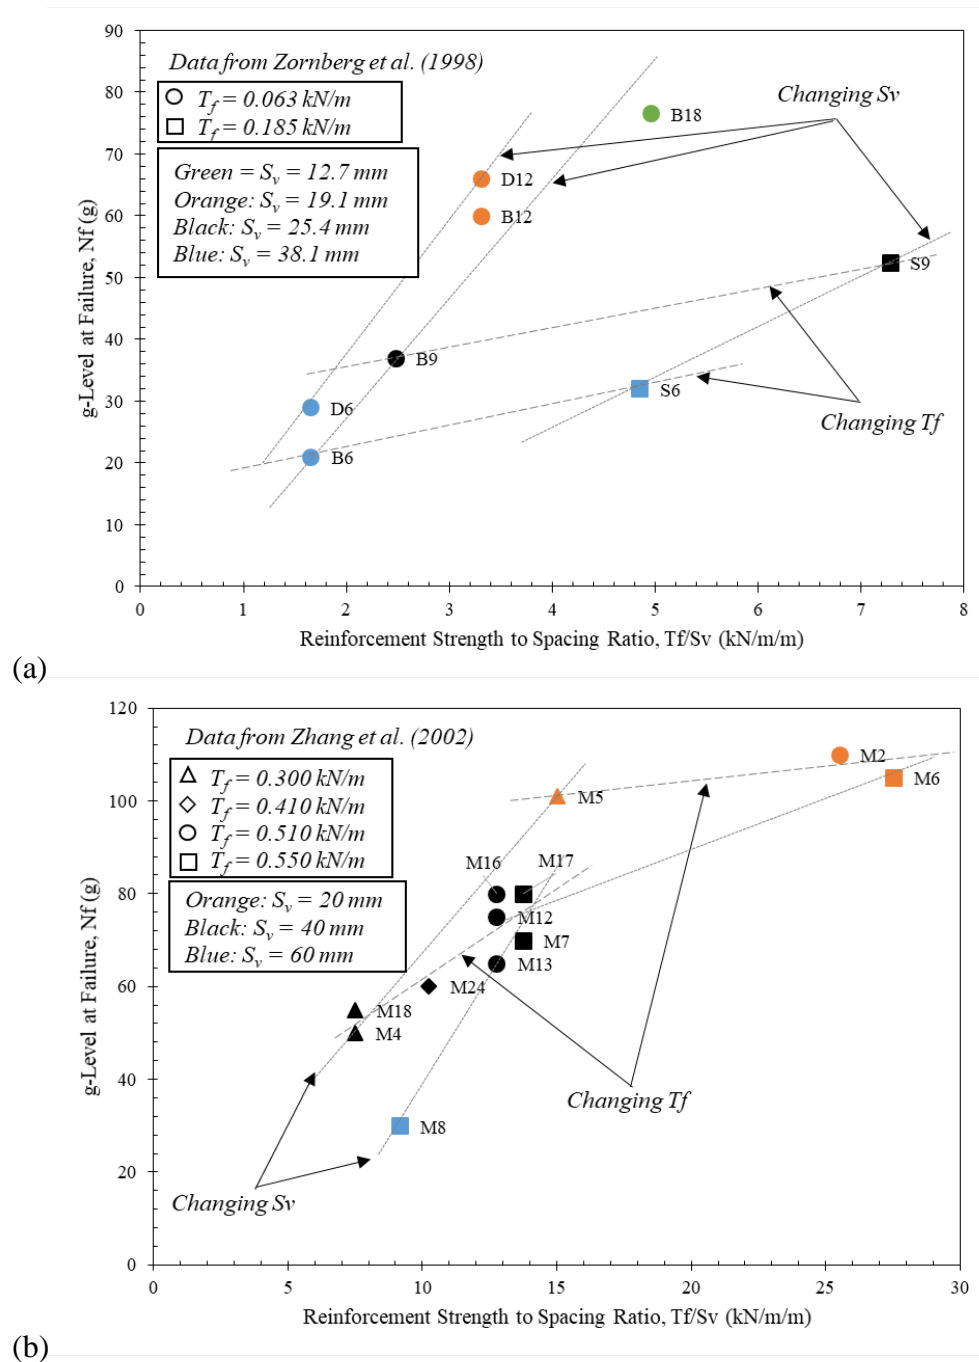 90
80
70
60
50
40
30
20
10
0
g-Level at Failure, Nf (g)
Data from Zornberg et al. (1998)
T_f = 0.063 kN/m
T_f = 0.185 kN/m
Green = S_v = 12.7 mm
Orange: S_v = 19.1 mm
Black: S_v = 25.4 mm
Blue: S_v = 38.1 mm
Changing Sv
B18
D12
B12
S9
B9
D6
S6
B6
Changing Tf
0 1 2 3 4 5 6 7 8
Reinforcement Strength to Spacing Ratio, Tf/Sv (kN/m/m)
(a)
120
100
80
60
40
20
0
g-Level at Failure, Nf (g)
Data from Zhang et al. (2002)
T_f = 0.300 kN/m
T_f = 0.410 kN/m
T_f = 0.510 kN/m
T_f = 0.550 kN/m
Orange: S_v = 20 mm
Black: S_v = 40 mm
Blue: S_v = 60 mm
M2
M6
M5
M16
M17
M12
M7
M13
M24
M18
M4
M8
Changing Tf
Changing Sv
0 5 10 15 20 25 30
Reinforcement Strength to Spacing Ratio, Tf/Sv (kN/m/m)
(b)